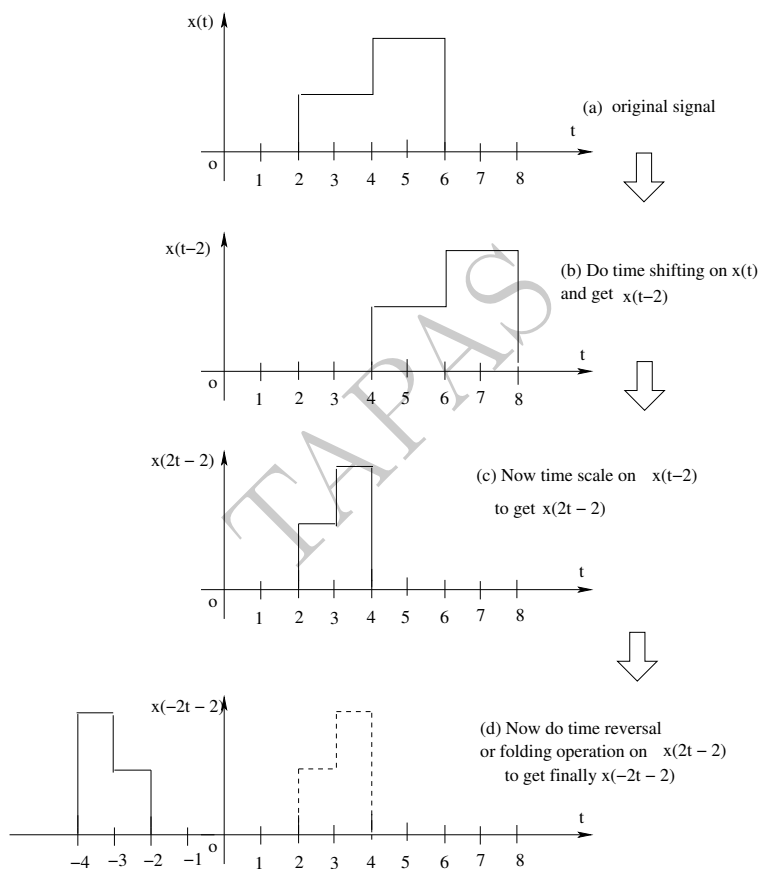 x(t)
(a) original signal
t
o
1 2 3 4 5 6 7 8
x(t−2)
(b) Do time shifting on x(t)
and get x(t−2)
t
o
1 2 3 4 5 6 7 8
x(2t − 2)
(c) Now time scale on x(t−2)
to get x(2t − 2)
t
o
1 2 3 4 5 6 7 8
x(−2t − 2)
(d) Now do time reversal
or folding operation on x(2t − 2)
to get finally x(−2t − 2)
t
o
−4 −3 −2 −1 1 2 3 4 5 6 7 8
TAPAS